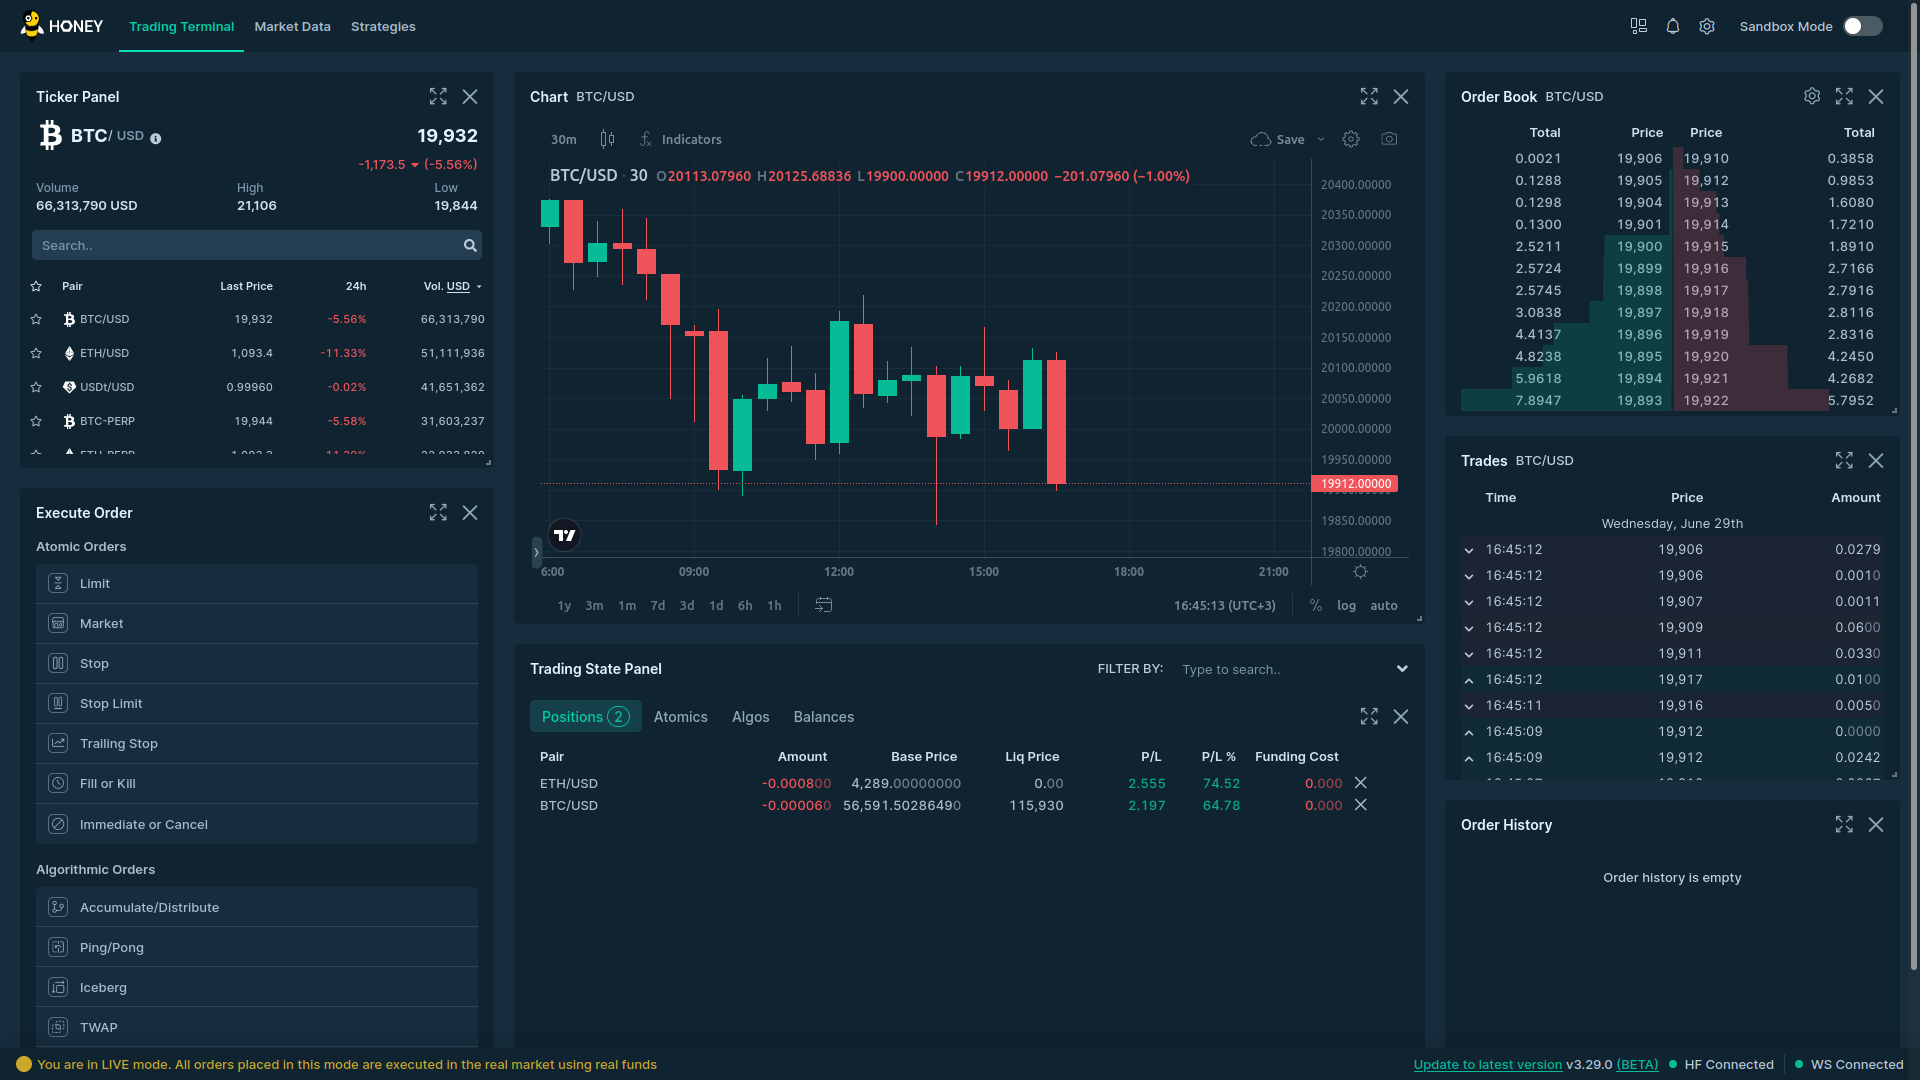 HONEY
Trading Terminal
Market Data
Strategies
Sandbox Mode
Ticker Panel
BTC/ USD
19,932
-1,173.5 (-5.56%)
Volume High Low
66,313,790 USD 21,106 19,844
Search..
Pair Last Price 24h Vol. USD
BTC/USD 19,932 -5.56% 66,313,790
ETH/USD 1,093.4 -11.33% 51,111,936
USDt/USD 0.99960 -0.02% 41,651,362
BTC-PERP 19,944 -5.58% 31,603,237
Execute Order
Atomic Orders
Limit
Market
Stop
Stop Limit
Trailing Stop
Fill or Kill
Immediate or Cancel
Algorithmic Orders
Accumulate/Distribute
Ping/Pong
Iceberg
TWAP
Chart BTC/USD
30m Indicators Save
BTC/USD · 30 O20113.07960 H20125.68836 L19900.00000 C19912.00000 −201.07960 (−1.00%)
20400.00000
20350.00000
20300.00000
20250.00000
20200.00000
20150.00000
20100.00000
20050.00000
20000.00000
19950.00000
19912.00000
19850.00000
19800.00000
6:00 09:00 12:00 15:00 18:00 21:00
1y 3m 1m 7d 3d 1d 6h 1h
16:45:13 (UTC+3) % log auto
Trading State Panel
FILTER BY: Type to search..
Positions 2 Atomics Algos Balances
Pair Amount Base Price Liq Price P/L P/L % Funding Cost
ETH/USD -0.000800 4,289.00000000 0.00 2.555 74.52 0.000
BTC/USD -0.000060 56,591.50286490 115,930 2.197 64.78 0.000
Order Book BTC/USD
Total Price Price Total
0.0021 19,906 19,910 0.3858
0.1288 19,905 19,912 0.9853
0.1298 19,904 19,913 1.6080
0.1300 19,901 19,914 1.7210
2.5211 19,900 19,915 1.8910
2.5724 19,899 19,916 2.7166
2.5745 19,898 19,917 2.7916
3.0838 19,897 19,918 2.8116
4.4137 19,896 19,919 2.8316
4.8238 19,895 19,920 4.2450
5.9618 19,894 19,921 4.2682
7.8947 19,893 19,922 5.7952
Trades BTC/USD
Time Price Amount
Wednesday, June 29th
16:45:12 19,906 0.0279
16:45:12 19,906 0.0010
16:45:12 19,907 0.0011
16:45:12 19,909 0.0600
16:45:12 19,911 0.0330
16:45:12 19,917 0.0100
16:45:11 19,916 0.0050
16:45:09 19,912 0.0000
16:45:09 19,912 0.0242
Order History
Order history is empty
You are in LIVE mode. All orders placed in this mode are executed in the real market using real funds
Update to latest version v3.29.0 (BETA) HF Connected WS Connected